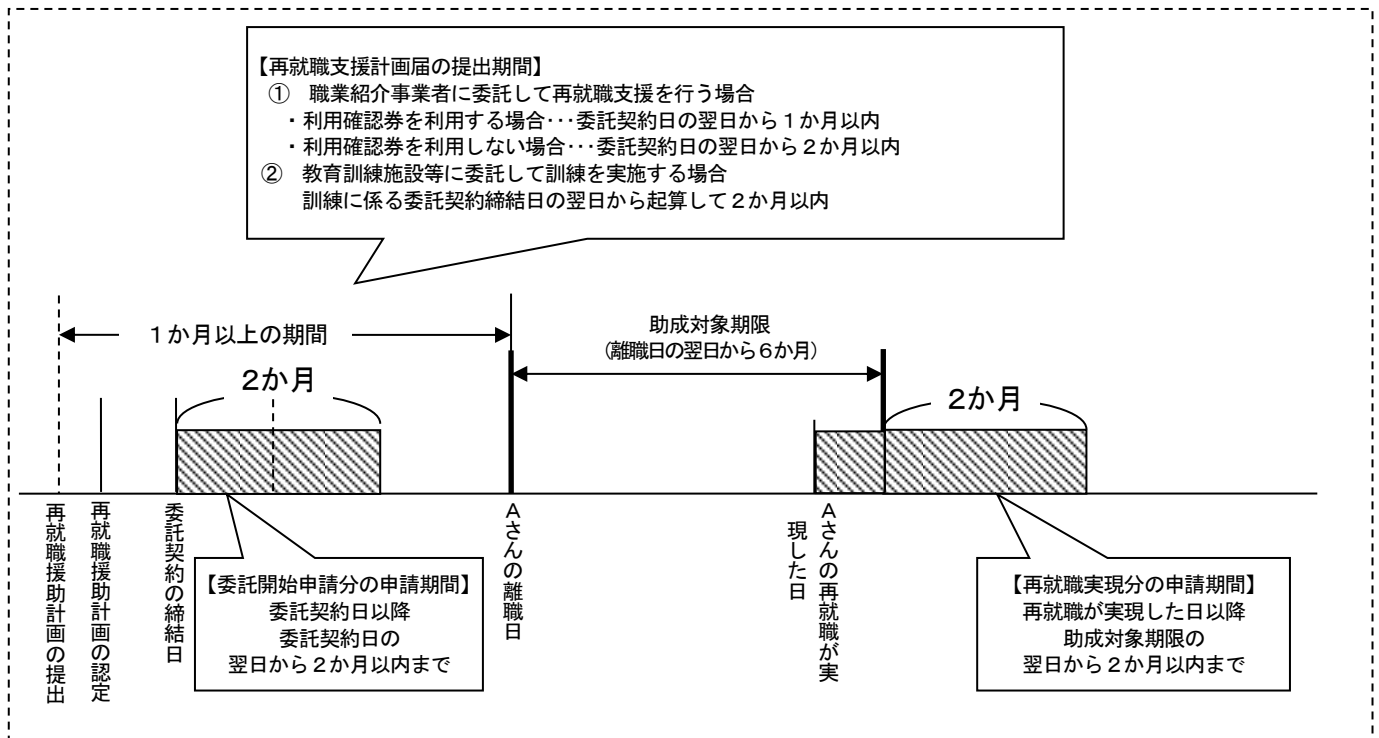 【再就職支援計画届の提出期間】
① 職業紹介事業者に委託して再就職支援を行う場合
・利用確認券を利用する場合･･･委託契約日の翌日から１か月以内
・利用確認券を利用しない場合･･･委託契約日の翌日から２か月以内
② 教育訓練施設等に委託して訓練を実施する場合
訓練に係る委託契約締結日の翌日から起算して２か月以内
１か月以上の期間
助成対象期限
（離職日の翌日から６か月）
２か月
２か月
再就職援助計画の提出
再就職援助計画の認定
委託契約の締結日
Ａさんの離職日
Ａさんの再就職が実
現した日
【委託開始申請分の申請期間】
委託契約日以降
委託契約日の
翌日から２か月以内まで
【再就職実現分の申請期間】
再就職が実現した日以降
助成対象期限の
翌日から２か月以内まで